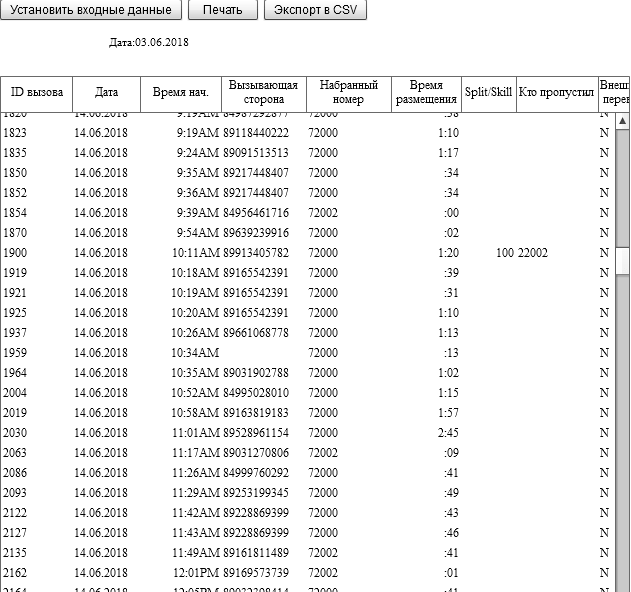 Установить входные данные Печать Экспорт в CSV
Дата:03.06.2018
ID вызова Дата Время нач. Вызывающая сторона Набранный номер Время размещения Split/Skill Кто пропустил Внеш перев
1820 14.06.2018 9:19AM 84987292877 72000 :38 N
1823 14.06.2018 9:19AM 89118440222 72000 1:10 N
1835 14.06.2018 9:24AM 89091513513 72000 1:17 N
1850 14.06.2018 9:35AM 89217448407 72000 :34 N
1852 14.06.2018 9:36AM 89217448407 72000 :34 N
1854 14.06.2018 9:39AM 84956461716 72002 :00 N
1870 14.06.2018 9:54AM 89639239916 72000 :02 N
1900 14.06.2018 10:11AM 89913405782 72000 1:20 100 22002 N
1919 14.06.2018 10:18AM 89165542391 72000 :39 N
1921 14.06.2018 10:19AM 89165542391 72000 :31 N
1925 14.06.2018 10:20AM 89165542391 72000 1:10 N
1937 14.06.2018 10:26AM 89661068778 72000 1:13 N
1959 14.06.2018 10:34AM 72000 :13 N
1964 14.06.2018 10:35AM 89031902788 72000 1:02 N
2004 14.06.2018 10:52AM 84995028010 72000 1:15 N
2019 14.06.2018 10:58AM 89163819183 72000 1:57 N
2030 14.06.2018 11:01AM 89528961154 72000 2:45 N
2063 14.06.2018 11:17AM 89031270806 72002 :09 N
2086 14.06.2018 11:26AM 84999760292 72000 :41 N
2093 14.06.2018 11:29AM 89253199345 72000 :49 N
2122 14.06.2018 11:42AM 89228869399 72000 :43 N
2127 14.06.2018 11:43AM 89228869399 72000 :46 N
2135 14.06.2018 11:49AM 89161811489 72002 :41 N
2162 14.06.2018 12:01PM 89169573739 72002 :01 N
2164 14.06.2018 12:05PM 72000 :41 N